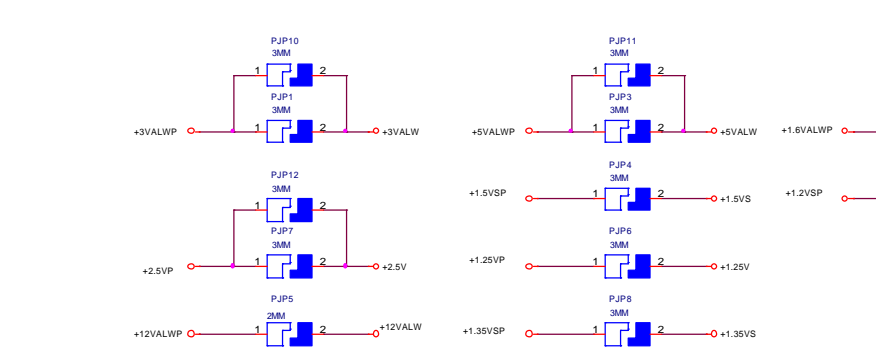 PJP10
3MM
1 2
PJP1
3MM
+3VALWP 1 2 +3VALW
PJP11
3MM
1 2
PJP3
3MM
+5VALWP 1 2 +5VALW
+1.6VALWP
PJP12
3MM
1 2
PJP7
3MM
+2.5VP 1 2 +2.5V
PJP4
3MM
+1.5VSP 1 2 +1.5VS
+1.2VSP
PJP6
3MM
+1.25VP 1 2 +1.25V
PJP5
2MM
+12VALWP 1 2 +12VALW
PJP8
3MM
+1.35VSP 1 2 +1.35VS